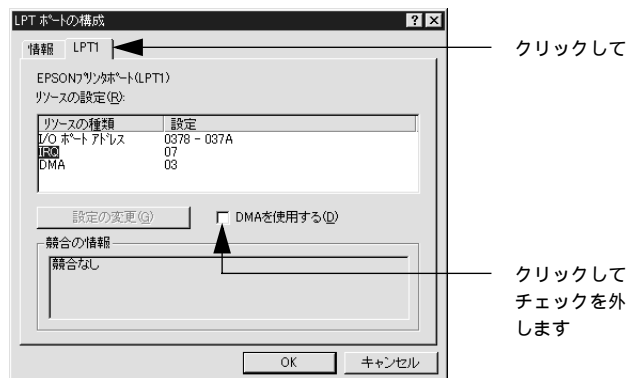 LPT ﾎﾟｰﾄの構成
情報 LPT1
クリックして
EPSONﾌﾟﾘﾝﾀﾎﾟｰﾄ(LPT1)
ﾘｿｰｽの設定(R):
ﾘｿｰｽの種類 設定
I/O ﾎﾟｰﾄ ｱﾄﾞﾚｽ 0378 - 037A
IRQ 07
DMA 03
設定の変更(G) DMAを使用する(D)
競合の情報
競合なし
クリックして
チェックを外
します
OK キャンセル